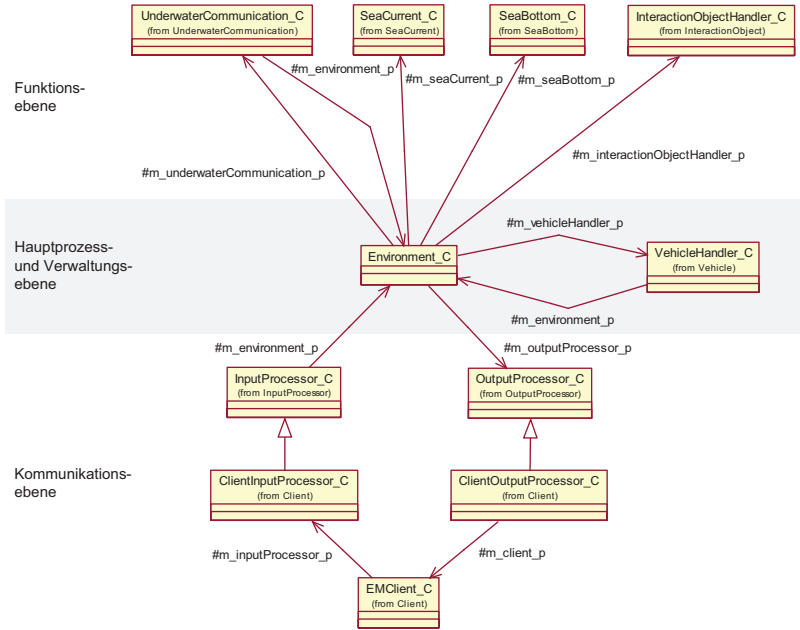 UnderwaterCommunication_C
(from UnderwaterCommunication)
SeaCurrent_C
(from SeaCurrent)
SeaBottom_C
(from SeaBottom)
InteractionObjectHandler_C
(from InteractionObject)
#m_environment_p
#m_seaCurrent_p
#m_seaBottom_p
Funktions-
ebene
#m_interactionObjectHandler_p
#m_underwaterCommunication_p
#m_vehicleHandler_p
Hauptprozess-
und Verwaltungs-
ebene
Environment_C
VehicleHandler_C
(from Vehicle)
#m_environment_p
#m_environment_p
#m_outputProcessor_p
InputProcessor_C
(from InputProcessor)
OutputProcessor_C
(from OutputProcessor)
Kommunikations-
ebene
ClientInputProcessor_C
(from Client)
ClientOutputProcessor_C
(from Client)
#m_inputProcessor_p
#m_client_p
EMClient_C
(from Client)